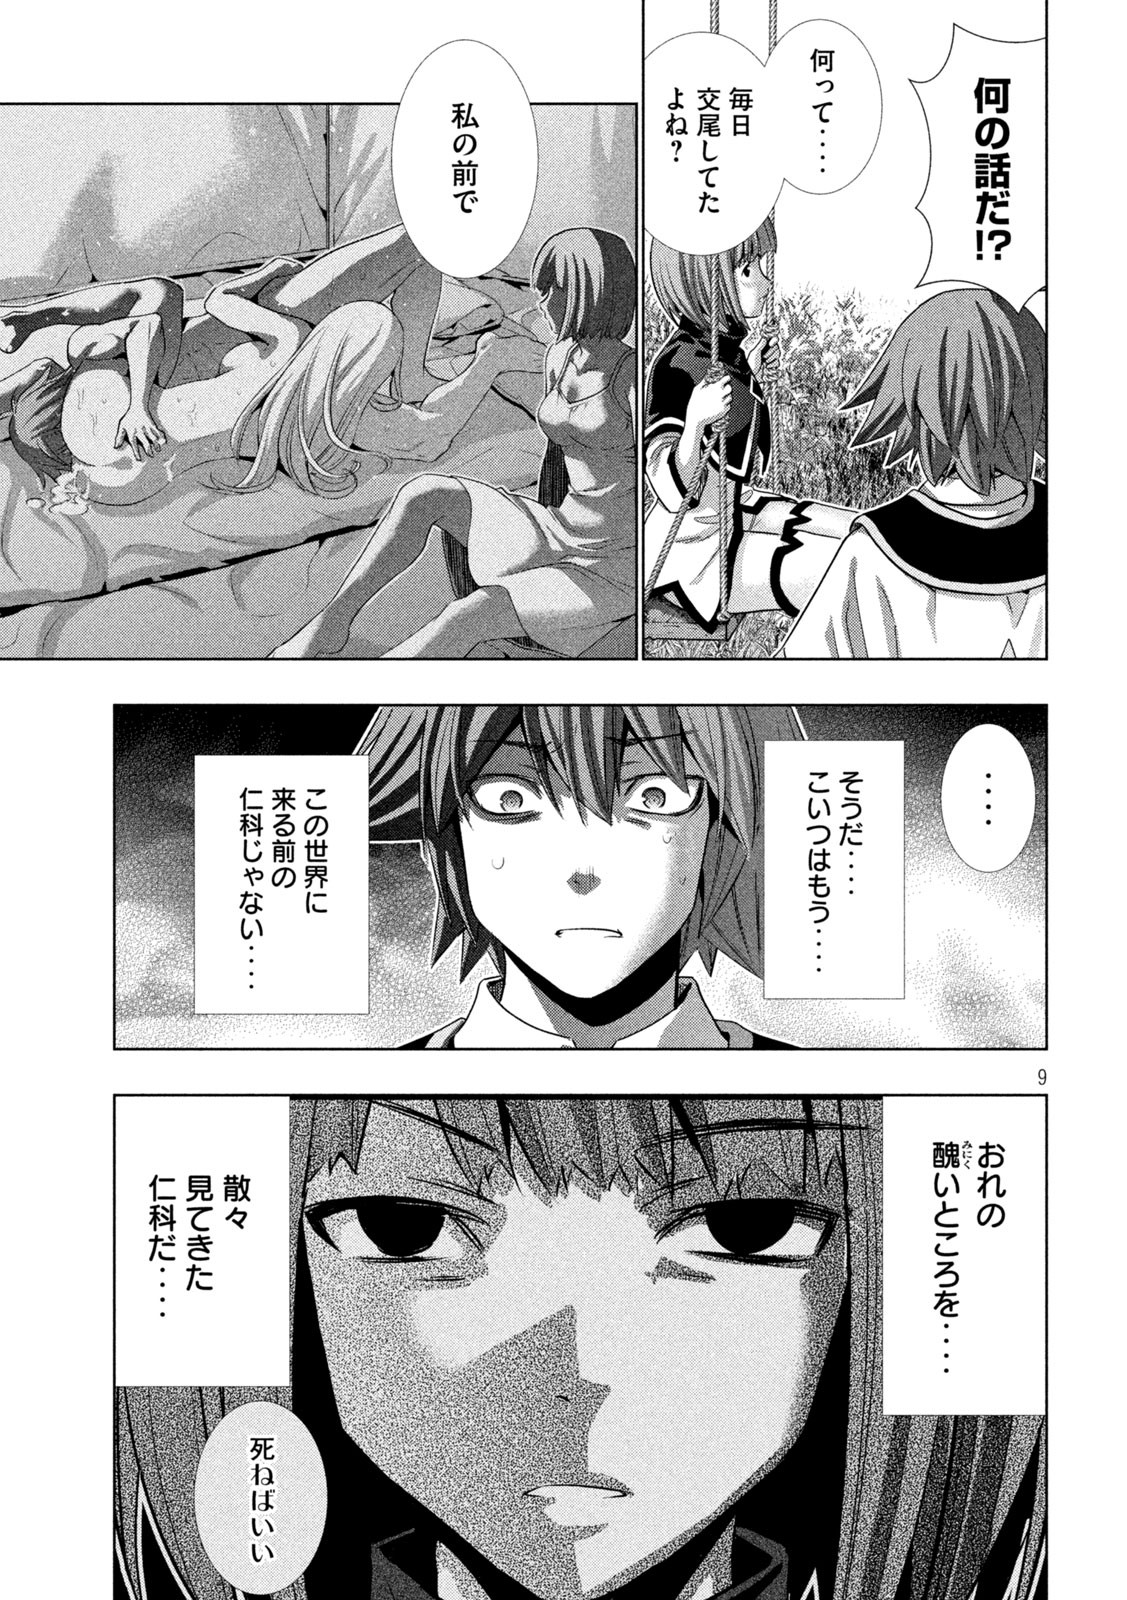 何の話だ!?
何って‥‥
毎日
交尾してた
よね?
私の前で
‥‥
そうだ‥‥
こいつはもう‥‥
この世界に
来る前の
仁科じゃない‥‥
9
おれの
醜いところを‥‥
みにく
散々
見てきた
仁科だ‥‥
死ねばいい